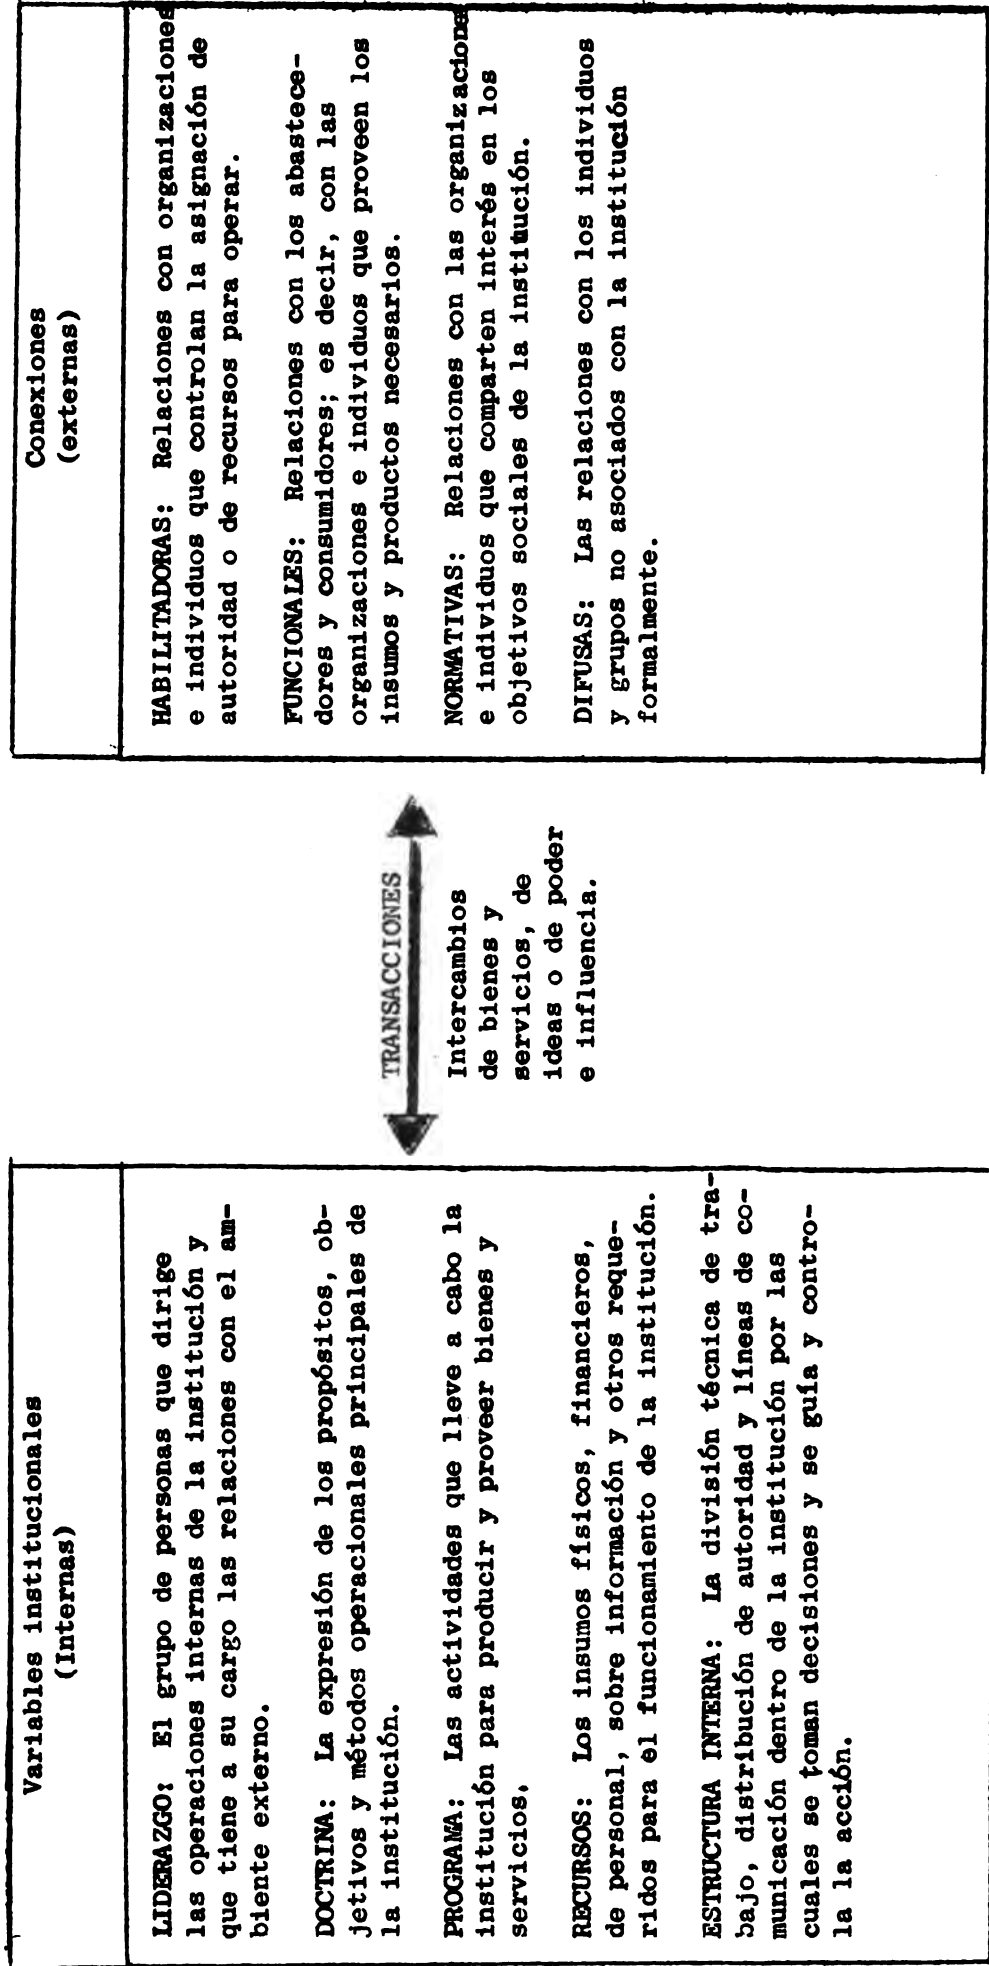 Variables institucionales
(Internas)
LIDERAZGO: El grupo de personas que dirige
las operaciones internas de la institución y
que tiene a su cargo las relaciones con el am-
biente externo.
DOCTRINA: La expresión de los propósitos, ob-
jetivos y métodos operacionales principales de
la institución.
PROGRAMA: Las actividades que lleve a cabo la
institución para producir y proveer bienes y
servicios.
RECURSOS: Los insumos físicos, financieros,
de personal, sobre información y otros reque-
ridos para el funcionamiento de la institución.
ESTRUCTURA INTERNA: La división técnica de tra-
bajo, distribución de autoridad y líneas de co-
municación dentro de la institución por las
cuales se toman decisiones y se guía y contro-
la la acción.
TRANSACCIONES
Intercambios
de bienes y
servicios, de
ideas o de poder
e influencia.
Conexiones
(externas)
HABILITADORAS: Relaciones con organizaciones
e individuos que controlan la asignación de
autoridad o de recursos para operar.
FUNCIONALES: Relaciones con los abastece-
dores y consumidores; es decir, con las
organizaciones e individuos que proveen los
insumos y productos necesarios.
NORMATIVAS: Relaciones con las organizacione
e individuos que comparten interés en los
objetivos sociales de la institución.
DIFUSAS: Las relaciones con los individuos
y grupos no asociados con la institución
formalmente.